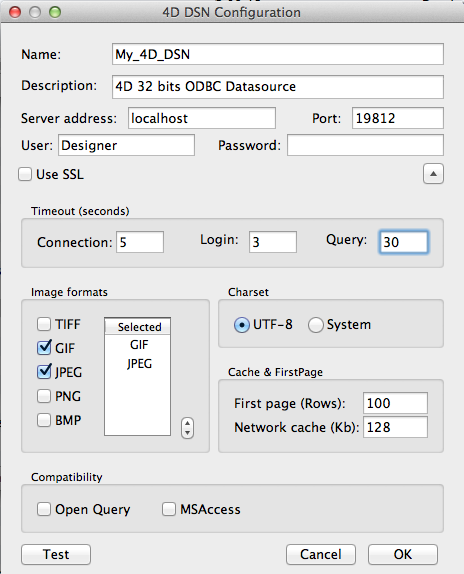 4D DSN Configuration
Name: My_4D_DSN
Description: 4D 32 bits ODBC Datasource
Server address: localhost Port: 19812
User: Designer Password:
Use SSL
Timeout (seconds)
Connection: 5 Login: 3 Query: 30
Image formats
TIFF
GIF
JPEG
PNG
BMP
Selected
GIF
JPEG
Charset
UTF-8 System
Cache & FirstPage
First page (Rows): 100
Network cache (Kb): 128
Compatibility
Open Query MSAccess
Test Cancel OK